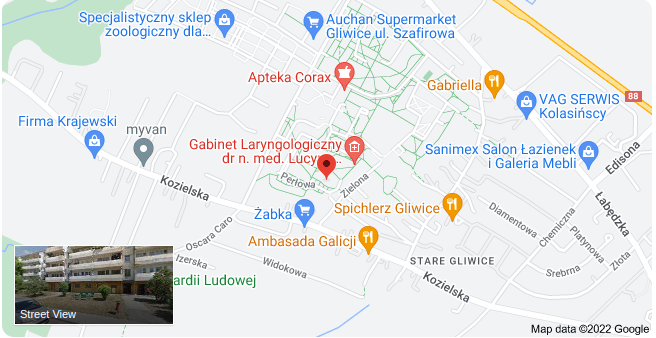 Specjalistyczny sklep
zoologiczny dla...
Auchan Supermarket
Gliwice ul. Szafirowa
Apteka Corax
Gabriella
88
VAG SERWIS
Kolasińscy
Firma Krajewski
myvan
Gabinet Laryngologiczny
dr n. med. Lucyna ...
Sanimex Salon Łazienek
i Galeria Mebli
Edisona
Perłowa
Zielona
Kozielska
Łabędzka
Żabka
Spichlerz Gliwice
Diamentowa
Chemiczna
Platynowa
Złota
Srebrna
Oscara Caro
Ambasada Galicji
STARE GLIWICE
Izerska
Widokowa
ardii Ludowej
Kozielska
Street View
Map data ©2022 Google